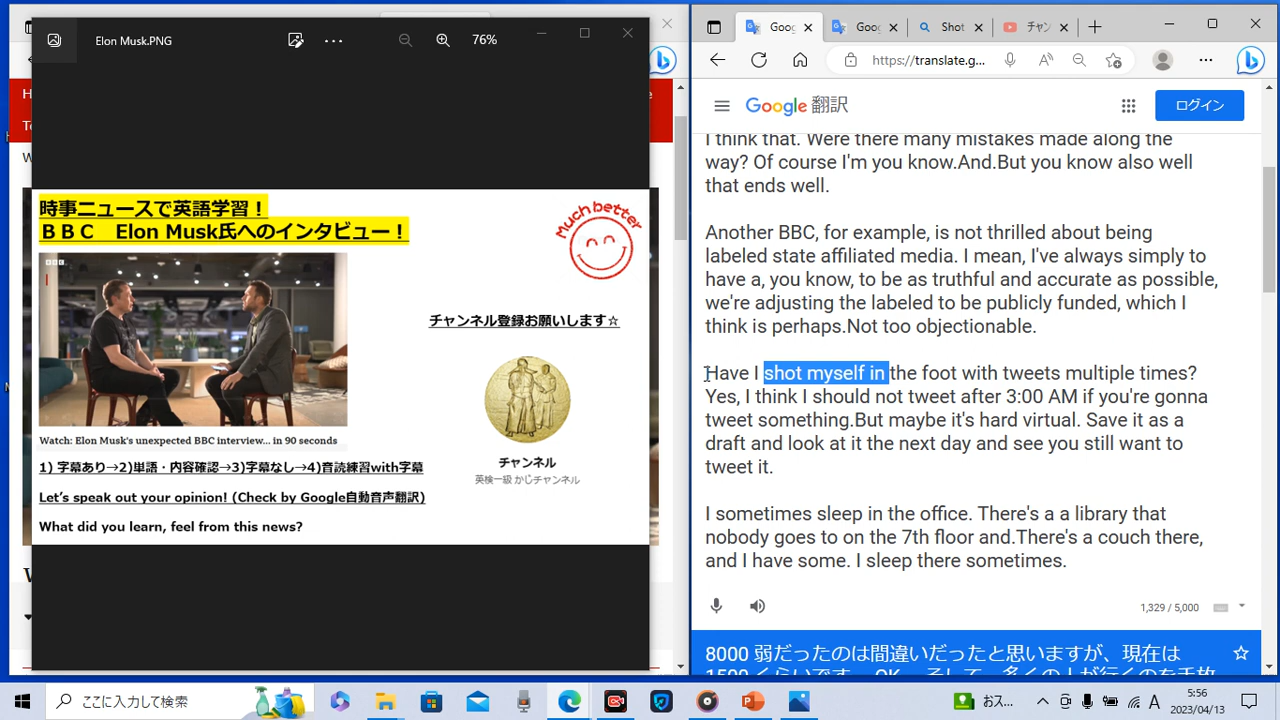 Elon Musk.PNG
76%
時事ニュースで英語学習！
ＢＢＣ　Elon Musk氏へのインタビュー！
Much better
BBC
チャンネル登録お願いします☆
Watch: Elon Musk's unexpected BBC interview... in 90 seconds
チャンネル
英検一級 かじチャンネル
1) 字幕あり→2)単語・内容確認→3)字幕なし→4)音読練習with字幕
Let's speak out your opinion! (Check by Google自動音声翻訳)
What did you learn, feel from this news?
Goog
Goog
Shot
チャン
https://translate.g...
Google 翻訳
ログイン
I think that. Were there many mistakes made along the
way? Of course I'm you know.And.But you know also well
that ends well.
Another BBC, for example, is not thrilled about being
labeled state affiliated media. I mean, I've always simply to
have a, you know, to be as truthful and accurate as possible,
we're adjusting the labeled to be publicly funded, which I
think is perhaps.Not too objectionable.
Have I shot myself in the foot with tweets multiple times?
Yes, I think I should not tweet after 3:00 AM if you're gonna
tweet something.But maybe it's hard virtual. Save it as a
draft and look at it the next day and see you still want to
tweet it.
I sometimes sleep in the office. There's a a library that
nobody goes to on the 7th floor and.There's a couch there,
and I have some. I sleep there sometimes.
1,329 / 5,000
8000 弱だったのは間違いだったと思いますが、現在は
ここに入力して検索
おス...
A
5:56
2023/04/13